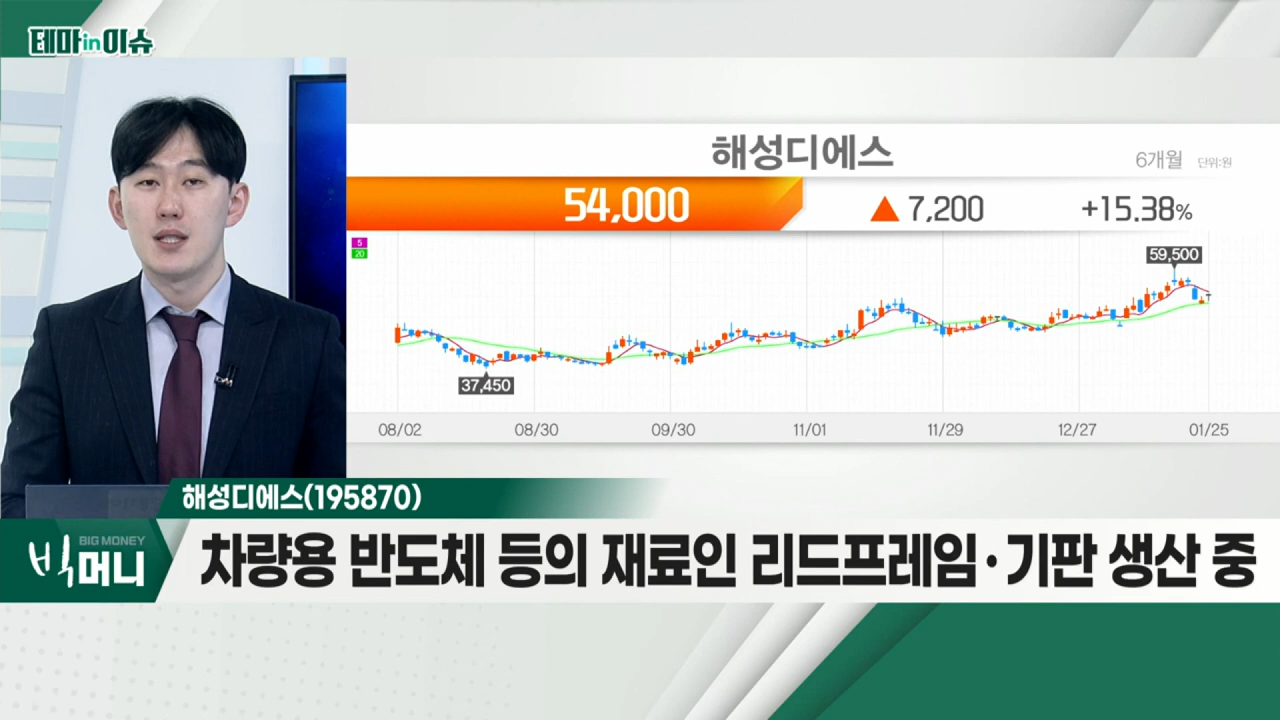 테마in이슈
해성디에스
6개월 단위:원
54,000 ▲ 7,200 +15.38%
5
20
59,500
37,450
08/02 08/30 09/30 11/01 11/29 12/27 01/25
해성디에스(195870)
빅머니 BIG MONEY
차량용 반도체 등의 재료인 리드프레임·기판 생산 중